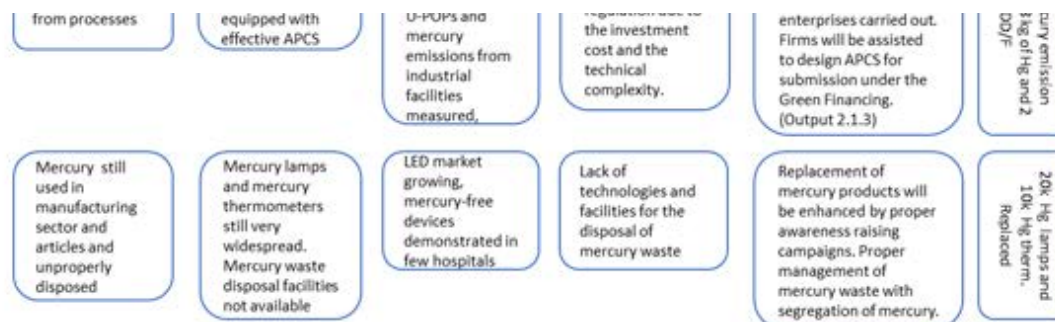 from processes
equipped with
effective APCS
U-POPs and
mercury
emissions from
industrial
facilities
measured,
regulation due to
the investment
cost and the
technical
complexity.
enterprises carried out.
Firms will be assisted
to design APCS for
submission under the
Green Financing.
(Output 2.1.3)
emission
kg of Hg and 2
DD/F
Mercury still
used in
manufacturing
sector and
articles and
unproperly
disposed
Mercury lamps
and mercury
thermometers
still very
widespread.
Mercury waste
disposal facilities
not available
LED market
growing,
mercury-free
devices
demonstrated in
few hospitals
Lack of
technologies and
facilities for the
disposal of
mercury waste
Replacement of
mercury products will
be enhanced by proper
awareness raising
campaigns. Proper
management of
mercury waste with
segregation of mercury.
20k Hg lamps and
10k Hg therm.
Replaced